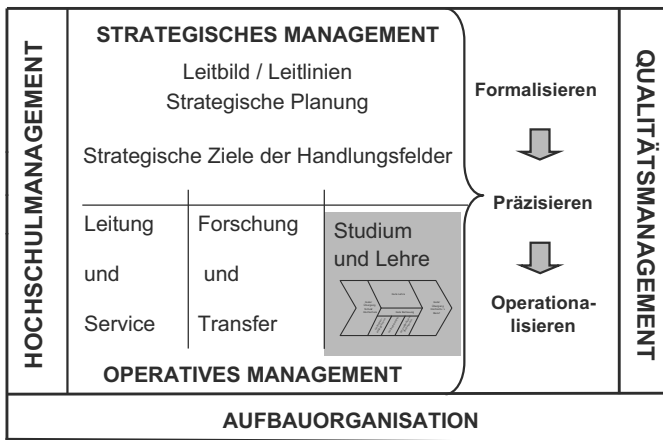 HOCHSCHULMANAGEMENT
STRATEGISCHES MANAGEMENT
Leitbild / Leitlinien
Strategische Planung
Strategische Ziele der Handlungsfelder
Leitung
und
Service
Forschung
und
Transfer
Studium
und Lehre
OPERATIVES MANAGEMENT
Formalisieren
Präzisieren
Operationa-
lisieren
QUALITÄTSMANAGEMENT
AUFBAUORGANISATION